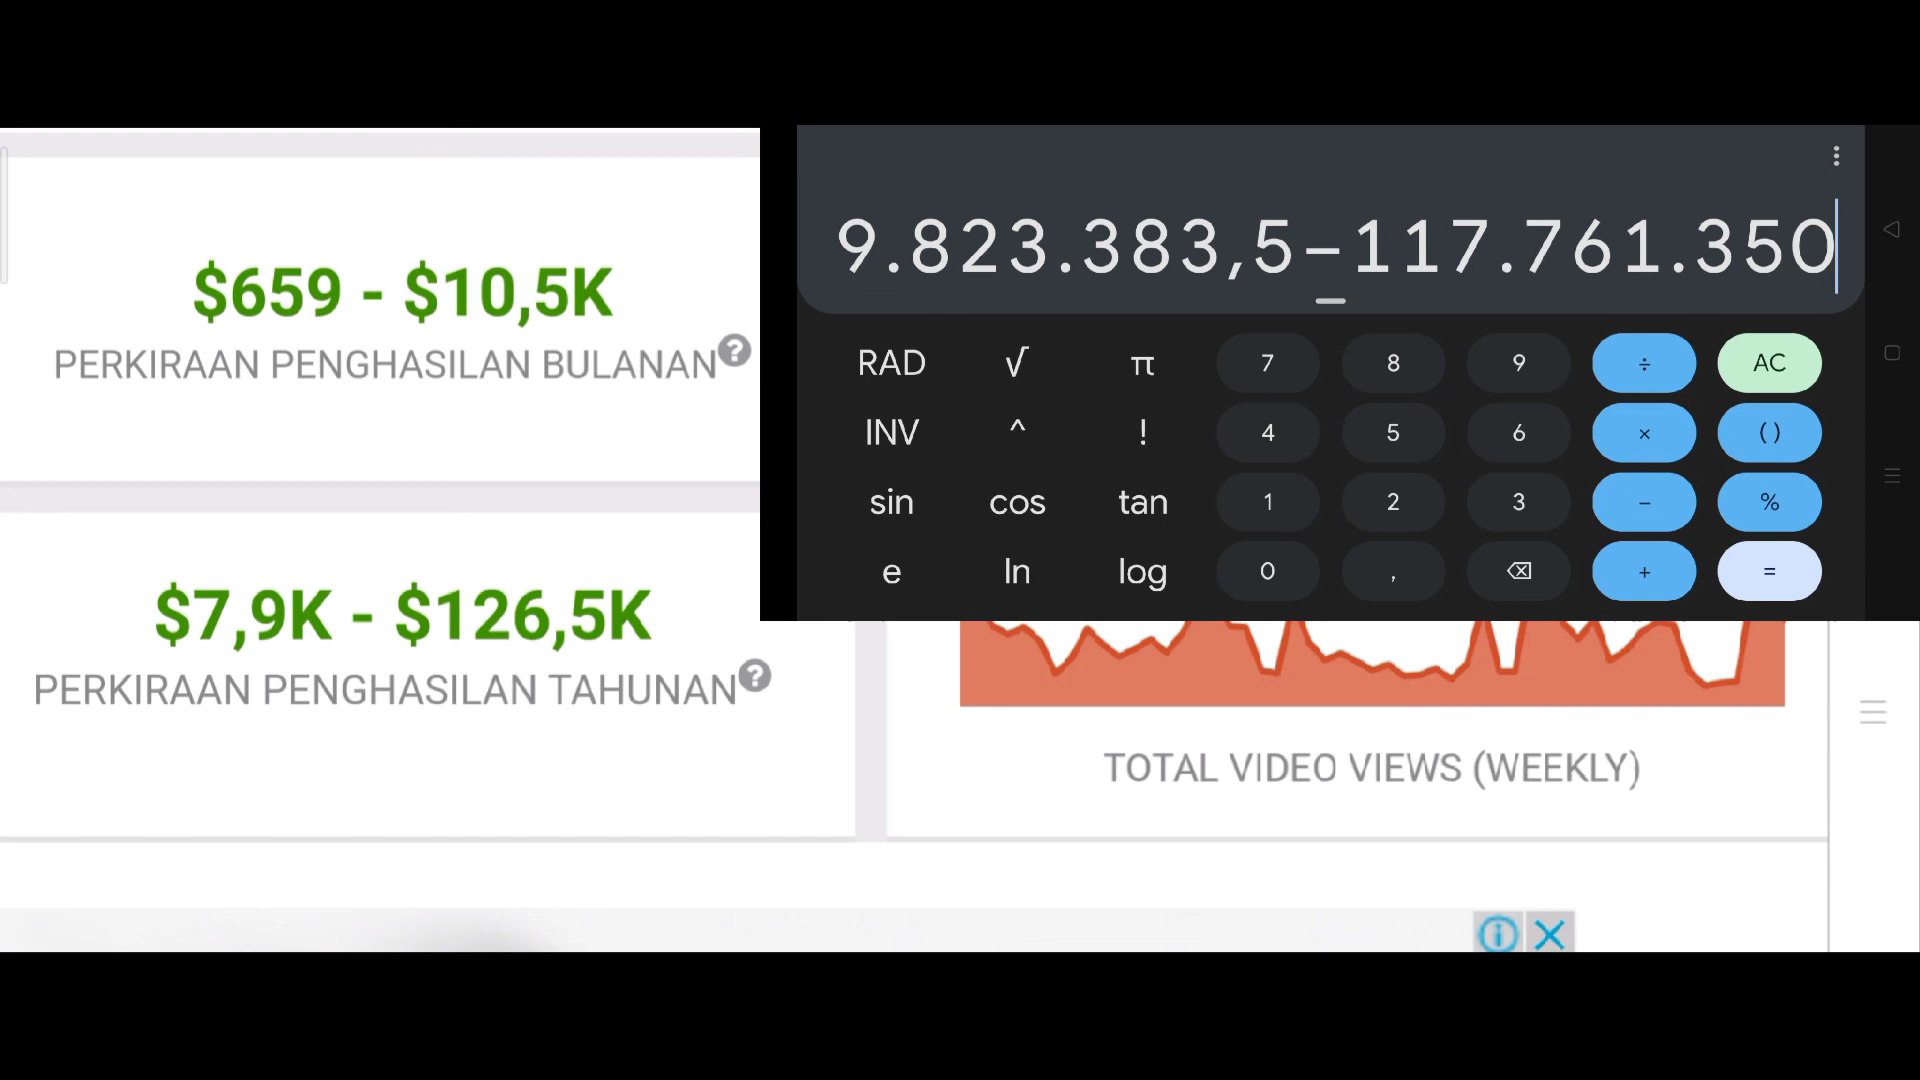 $659 - $10,5K
PERKIRAAN PENGHASILAN BULANAN?
$7,9K - $126,5K
PERKIRAAN PENGHASILAN TAHUNAN?
9.823.383,5−117.761.350
RAD √ π 7 8 9 ÷ AC
INV ^ ! 4 5 6 × ()
sin cos tan 1 2 3 − %
e ln log 0 , + =
TOTAL VIDEO VIEWS (WEEKLY)